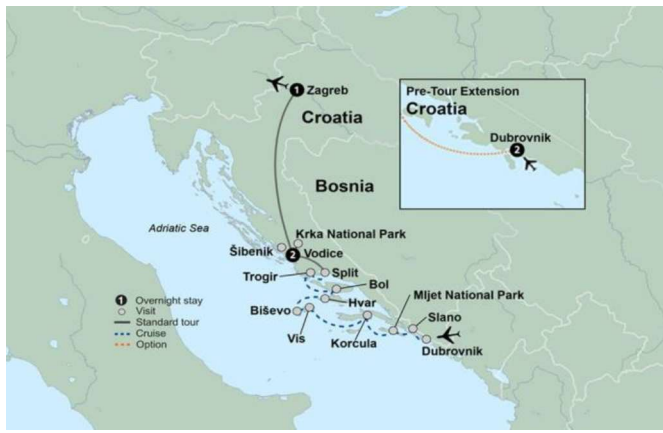 1 Zagreb
Croatia
Pre-Tour Extension
Croatia
Dubrovnik
2
Bosnia
Adriatic Sea
Krka National Park
Šibenik
2 Vodice
Trogir
Split
Bol
Hvar
Mljet National Park
Biševo
Slano
Vis
Korcula
Dubrovnik
1 Overnight stay
Visit
Standard tour
Cruise
Option